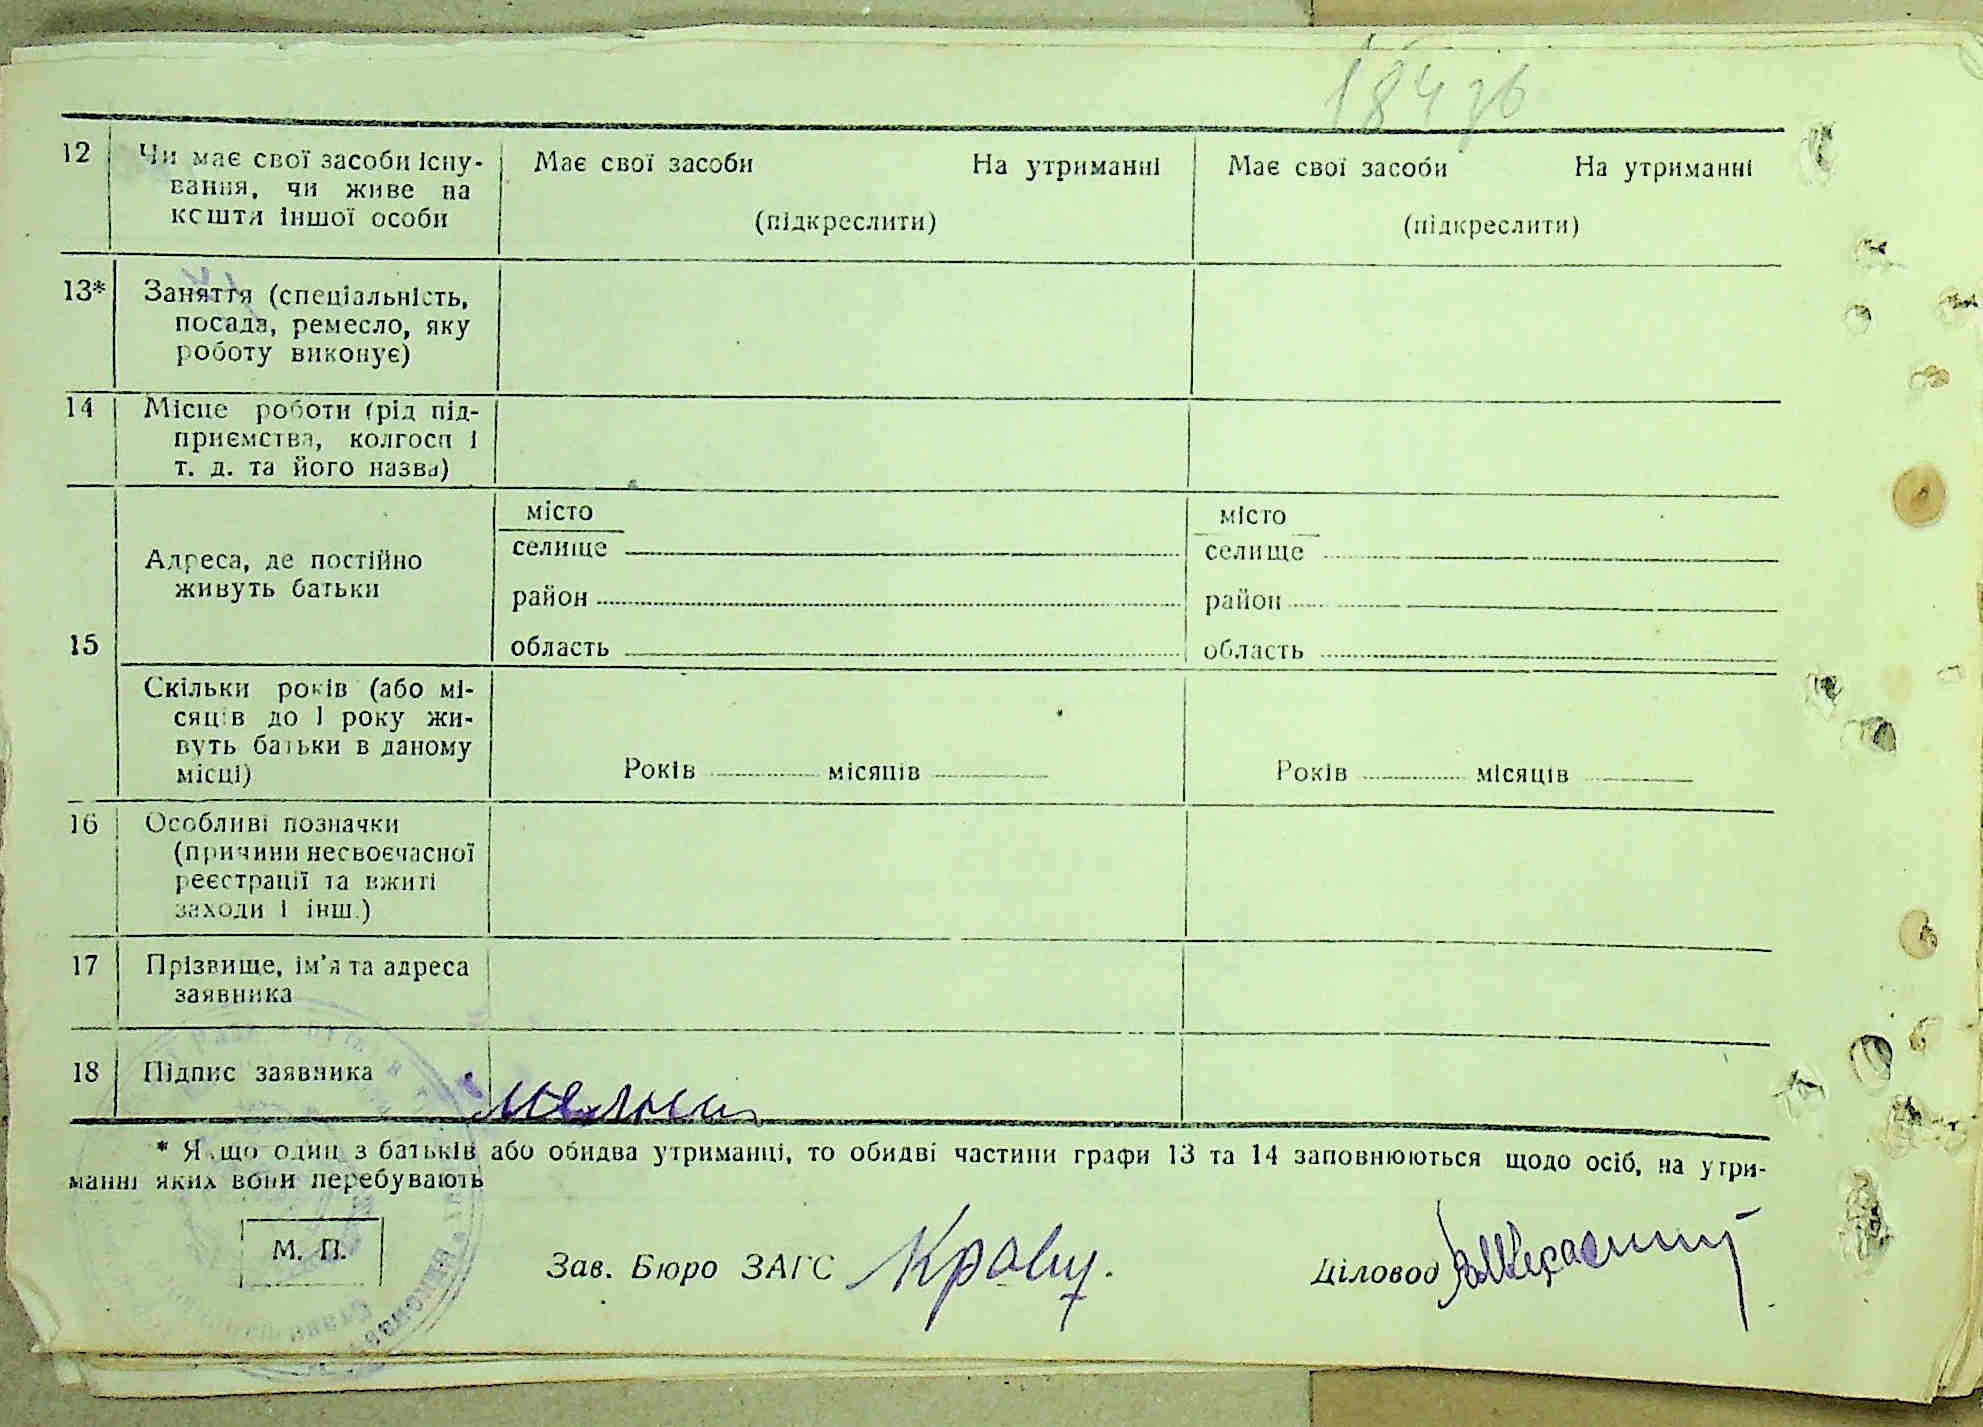 184 зв
12 Чи має свої засоби існу- Має свої засоби На утриманні Має свої засоби На утриманні
вання, чи живе на
кошти іншої особи (підкреслити) (підкреслити)
13* Заняття (спеціальність,
посада, ремесло, яку
роботу виконує)
14 Місце роботи (рід під-
приємства, колгосп і
т. д. та його назва)
15
Адреса, де постійно
живуть батьки
місто
селище
район
область
місто
селище
район
область
Скільки років (або мі-
сяців до 1 року жи-
вуть батьки в даному
місці)
Років місяців Років місяців
16 Особливі позначки
(причини несвоєчасної
реєстрації та вжиті
заходи і інш.)
17 Прізвище, ім'я та адреса
заявника
18 Підпис заявника
* Якщо один з батьків або обидва утриманці, то обидві частини графи 13 та 14 заповнюються щодо осіб, на утри-
манні яких вони перебувають
М. П.
Зав. Бюро ЗАГС Діловод